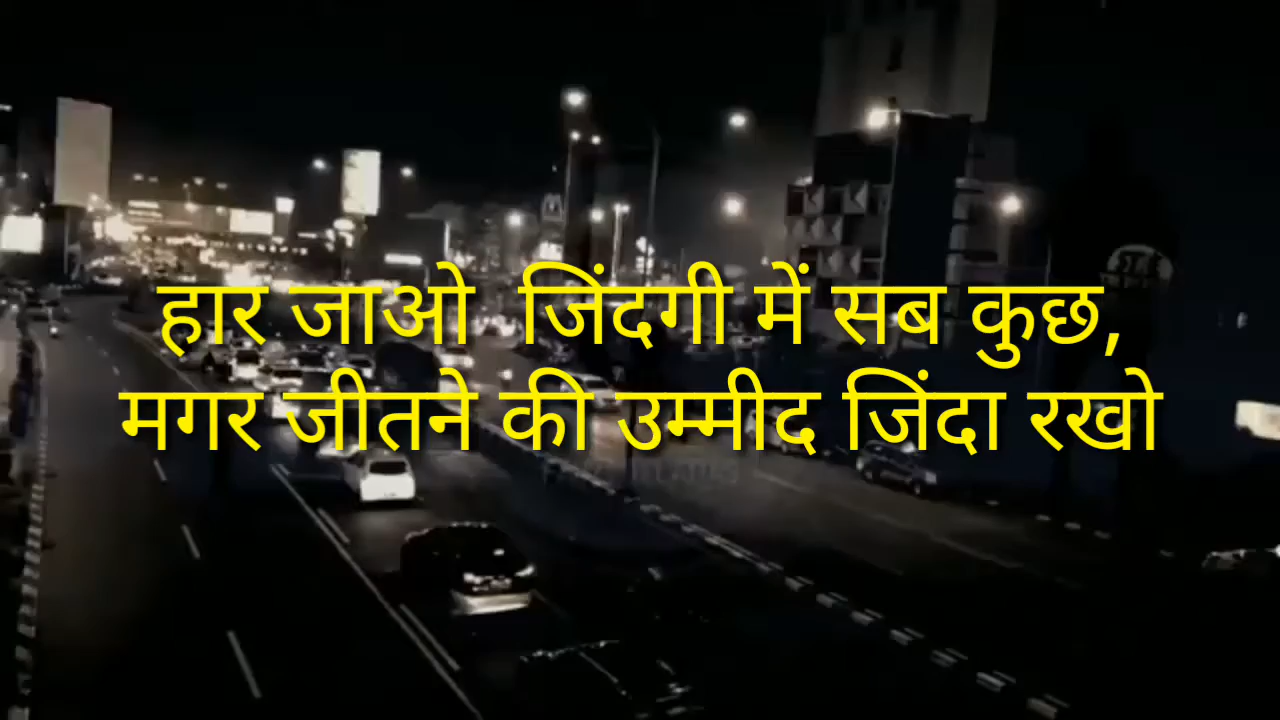 हार जाओ जिंदगी में सब कुछ,
मगर जीतने की उम्मीद जिंदा रखो